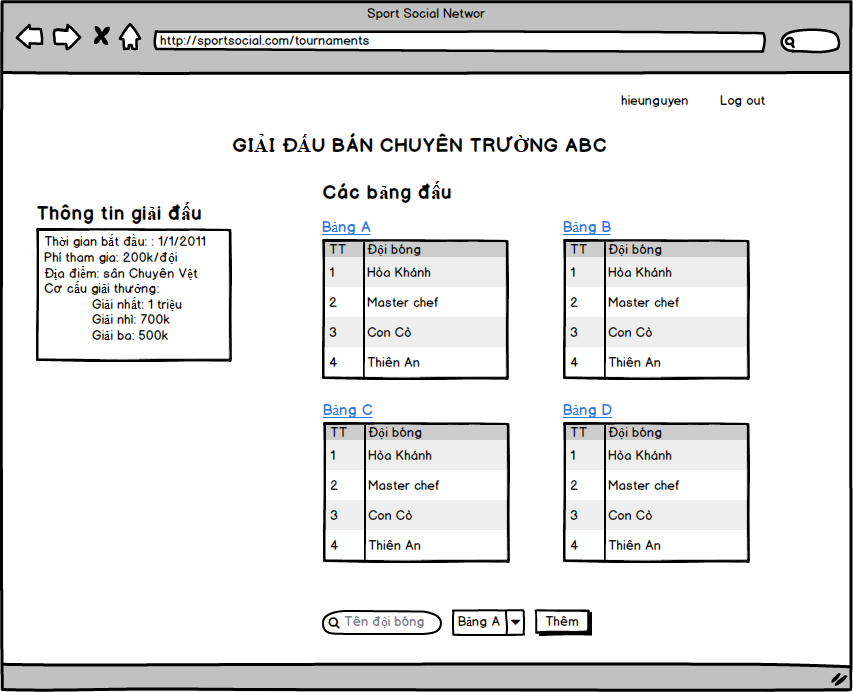 Sport Social Networ
http://sportsocial.com/tournaments
hieunguyen Log out
GIẢI ĐẤU BÁN CHUYÊN TRƯỜNG ABC
Thông tin giải đấu
Thời gian bắt đầu: : 1/1/2011
Phí tham gia: 200k/đội
Địa điểm: sân Chuyên Vệt
Cơ cấu giải thưởng:
Giải nhất: 1 triệu
Giải nhì: 700k
Giải ba: 500k
Các bảng đấu
Bảng A
TT Đội bóng
1 Hòa Khánh
2 Master chef
3 Con Cò
4 Thiên An
Bảng B
TT Đội bóng
1 Hòa Khánh
2 Master chef
3 Con Cò
4 Thiên An
Bảng C
TT Đội bóng
1 Hòa Khánh
2 Master chef
3 Con Cò
4 Thiên An
Bảng D
TT Đội bóng
1 Hòa Khánh
2 Master chef
3 Con Cò
4 Thiên An
Tên đội bóng Bảng A Thêm